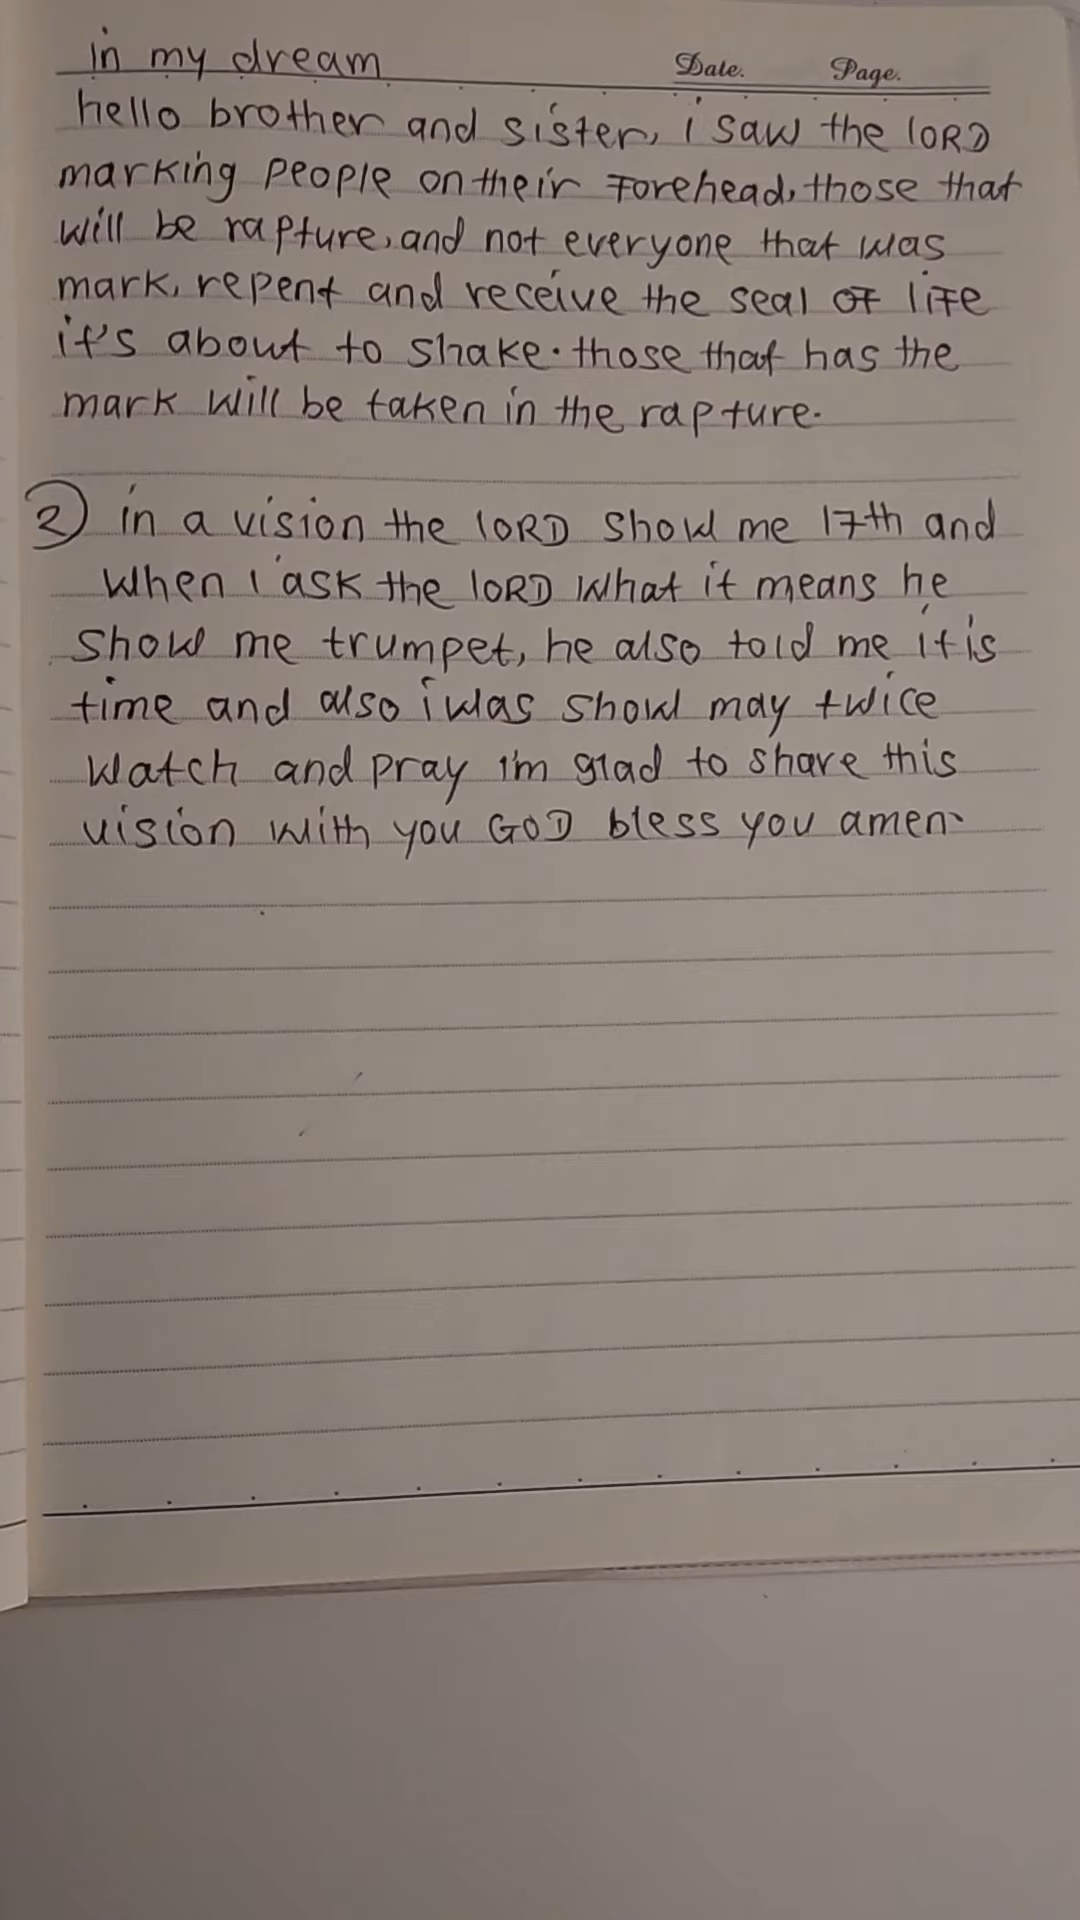 in my dream Date. Page.
hello brother and sister, i saw the lORD
marking people on their Forehead, those that
will be rapture, and not everyone that was
mark, repent and receive the seal OF liFe
it's about to shake. those that has the
mark will be taken in the rapture.
2 in a vision the lORD show me 17th and
when i ask the lORD what it means he
show me trumpet, he also told me it is
time and also i was show may twice
watch and pray i'm glad to share this
vision with you GOD bless you amen.